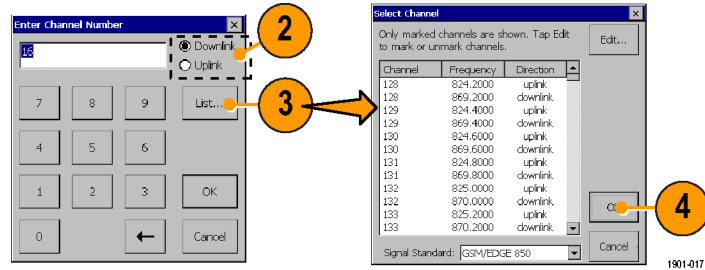 Enter Channel Number
16
Downlink
Uplink
2
7 8 9 List...
3
4 5 6
1 2 3 OK
0 Cancel
Select Channel
Only marked channels are shown. Tap Edit
to mark or unmark channels.
Edit...
Channel Frequency Direction
128 824.2000 uplink
128 869.2000 downlink
129 824.4000 uplink
129 869.4000 downlink
130 824.6000 uplink
130 869.6000 downlink
131 824.8000 uplink
131 869.8000 downlink
132 825.0000 uplink
132 870.0000 downlink
133 825.2000 uplink
133 870.2000 downlink
4
Signal Standard: GSM/EDGE 850
Cancel
1901-017